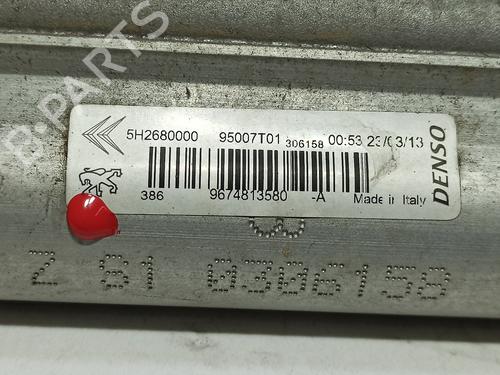 5H2680000 95007T01 306158 00:53 23/03/13
386 9674813580 -A Made in Italy
DENSO
Z 81 0306158
B-PARTS